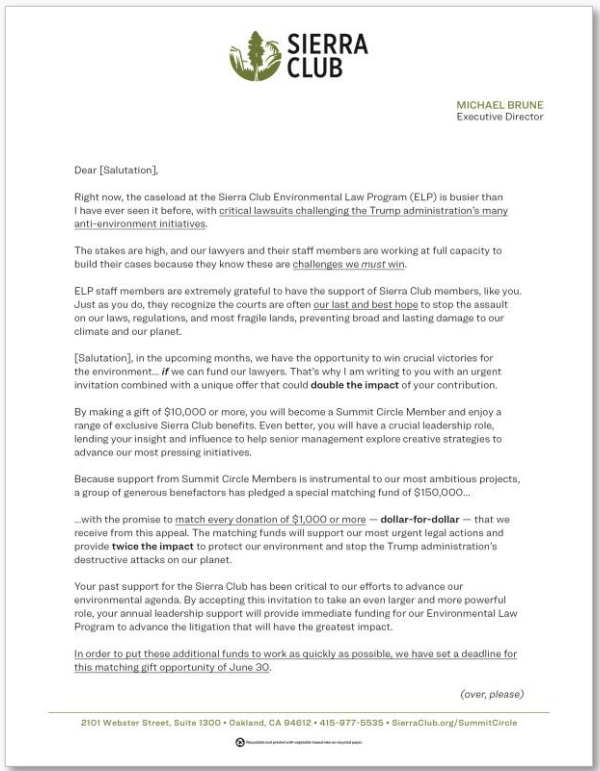 SIERRA
CLUB
MICHAEL BRUNE
Executive Director
Dear [Salutation],
Right now, the caseload at the Sierra Club Environmental Law Program (ELP) is busier than
I have ever seen it before, with critical lawsuits challenging the Trump administration's many
anti-environment initiatives.
The stakes are high, and our lawyers and their staff members are working at full capacity to
build their cases because they know these are challenges we must win.
ELP staff members are extremely grateful to have the support of Sierra Club members, like you.
Just as you do, they recognize the courts are often our last and best hope to stop the assault
on our laws, regulations, and most fragile lands, preventing broad and lasting damage to our
climate and our planet.
[Salutation], in the upcoming months, we have the opportunity to win crucial victories for
the environment... if we can fund our lawyers. That's why I am writing to you with an urgent
invitation combined with a unique offer that could double the impact of your contribution.
By making a gift of $10,000 or more, you will become a Summit Circle Member and enjoy a
range of exclusive Sierra Club benefits. Even better, you will have a crucial leadership role,
lending your insight and influence to help senior management explore creative strategies to
advance our most pressing initiatives.
Because support from Summit Circle Members is instrumental to our most ambitious projects,
a group of generous benefactors has pledged a special matching fund of $150,000...
...with the promise to match every donation of $1,000 or more — dollar-for-dollar — that we
receive from this appeal. The matching funds will support our most urgent legal actions and
provide twice the impact to protect our environment and stop the Trump administration's
destructive attacks on our planet.
Your past support for the Sierra Club has been critical to our efforts to advance our
environmental agenda. By accepting this invitation to take an even larger and more powerful
role, your annual leadership support will provide immediate funding for our Environmental Law
Program to advance the litigation that will have the greatest impact.
In order to put these additional funds to work as quickly as possible, we have set a deadline for
this matching gift opportunity of June 30.
(over, please)
2101 Webster Street, Suite 1300 • Oakland, CA 94612 • 415-977-5535 • SierraClub.org/SummitCircle
Recyclable and printed with vegetable-based inks on recycled paper.